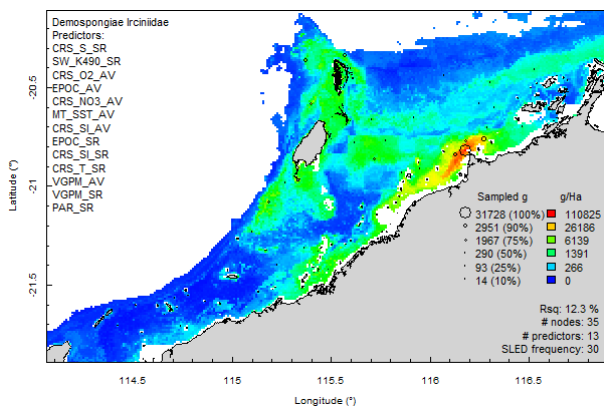 Demospongiae Irciniidae
Predictors:
CRS_S_SR
SW_K490_SR
CRS_O2_AV
EPOC_AV
CRS_NO3_AV
MT_SST_AV
CRS_SI_AV
EPOC_SR
CRS_SI_SR
CRS_T_SR
VGPM_AV
VGPM_SR
PAR_SR
-20.5
-21
-21.5
Latitude (°)
Sampled g g/Ha
31728 (100%) 110825
2951 (90%) 26186
1967 (75%) 6139
290 (50%) 1391
93 (25%) 266
14 (10%) 0
Rsq: 12.3 %
# nodes: 35
# predictors: 13
SLED frequency: 30
114.5 115 115.5 116 116.5
Longitude (°)